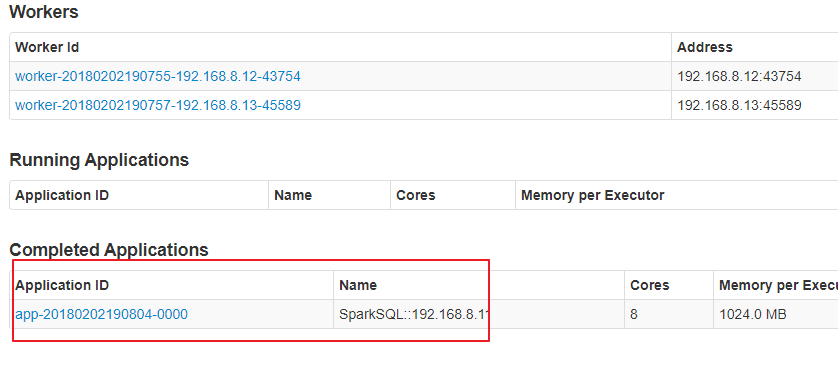 Workers
Worker Id Address
worker-20180202190755-192.168.8.12-43754 192.168.8.12:43754
worker-20180202190757-192.168.8.13-45589 192.168.8.13:45589
Running Applications
Application ID Name Cores Memory per Executor
Completed Applications
Application ID Name Cores Memory per Execu
app-20180202190804-0000 SparkSQL::192.168.8.11 8 1024.0 MB